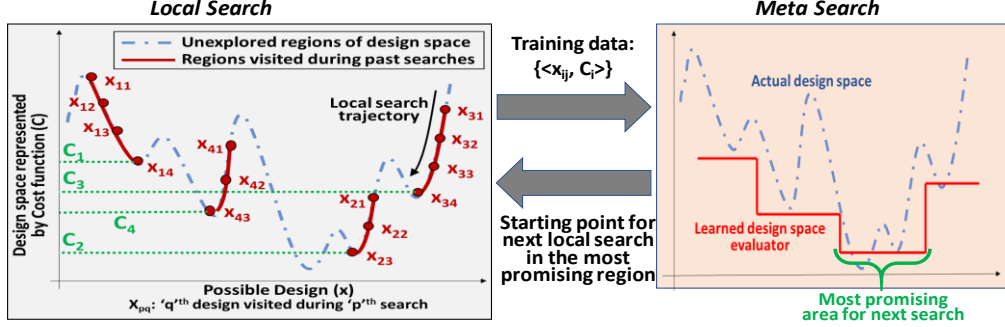 Local Search
Unexplored regions of design space
Regions visited during past searches
Design space represented
by Cost function (C)
x11
x12
x13
x14
x41
x42
x43
Local search
trajectory
x31
x32
x33
x34
x21
x22
x23
C1
C3
C4
C2
Possible Design (x)
Xpq: ‘q’th design visited during ‘p’th search
Training data:
{<xij, Ci>}
Starting point for
next local search
in the most
promising region
Meta Search
Actual design space
Learned design space
evaluator
Most promising
area for next search